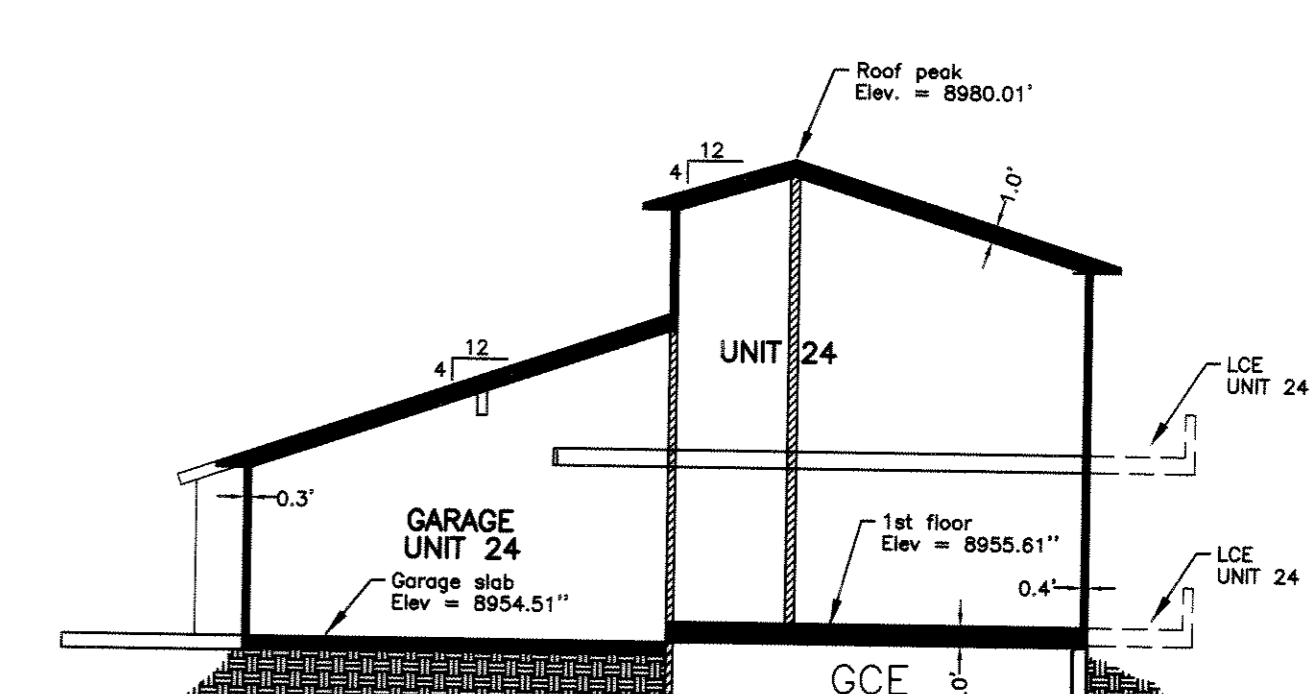 Roof peak
Elev. = 8980.01'
12
4
1.0'
12
4
UNIT 24
LCE
UNIT 24
0.3'
GARAGE
UNIT 24
1st floor
Elev = 8955.61"
LCE
UNIT 24
0.4'
Garage slab
Elev = 8954.51"
GCE